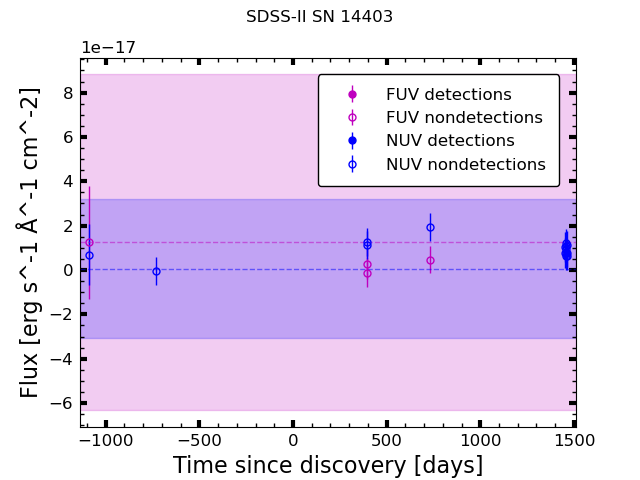 SDSS-II SN 14403
1e−17
FUV detections
FUV nondetections
NUV detections
NUV nondetections
8
6
4
2
0
−2
−4
−6
Flux [erg s^-1 Å^-1 cm^-2]
−1000
−500
0
500
1000
1500
Time since discovery [days]